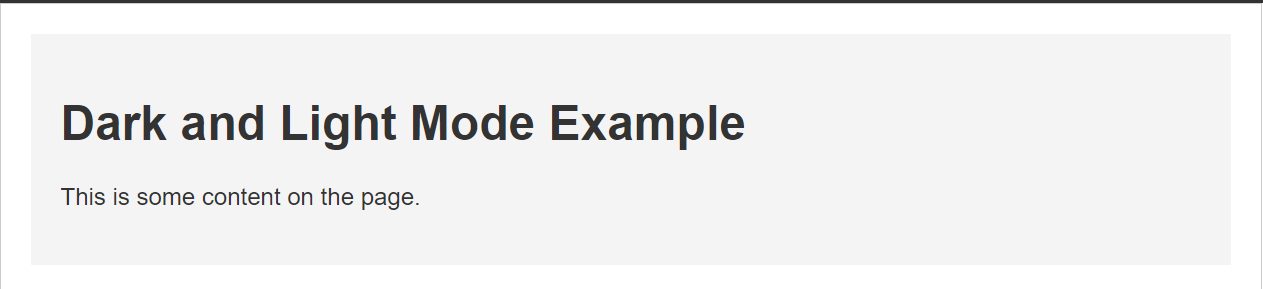 Dark and Light Mode Example
This is some content on the page.